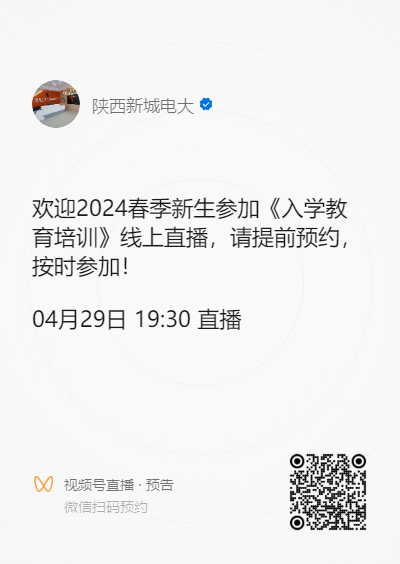 陕西新城电大
欢迎2024春季新生参加《入学教
育培训》线上直播，请提前预约，
按时参加！
04月29日 19:30 直播
视频号直播 · 预告
微信扫码预约